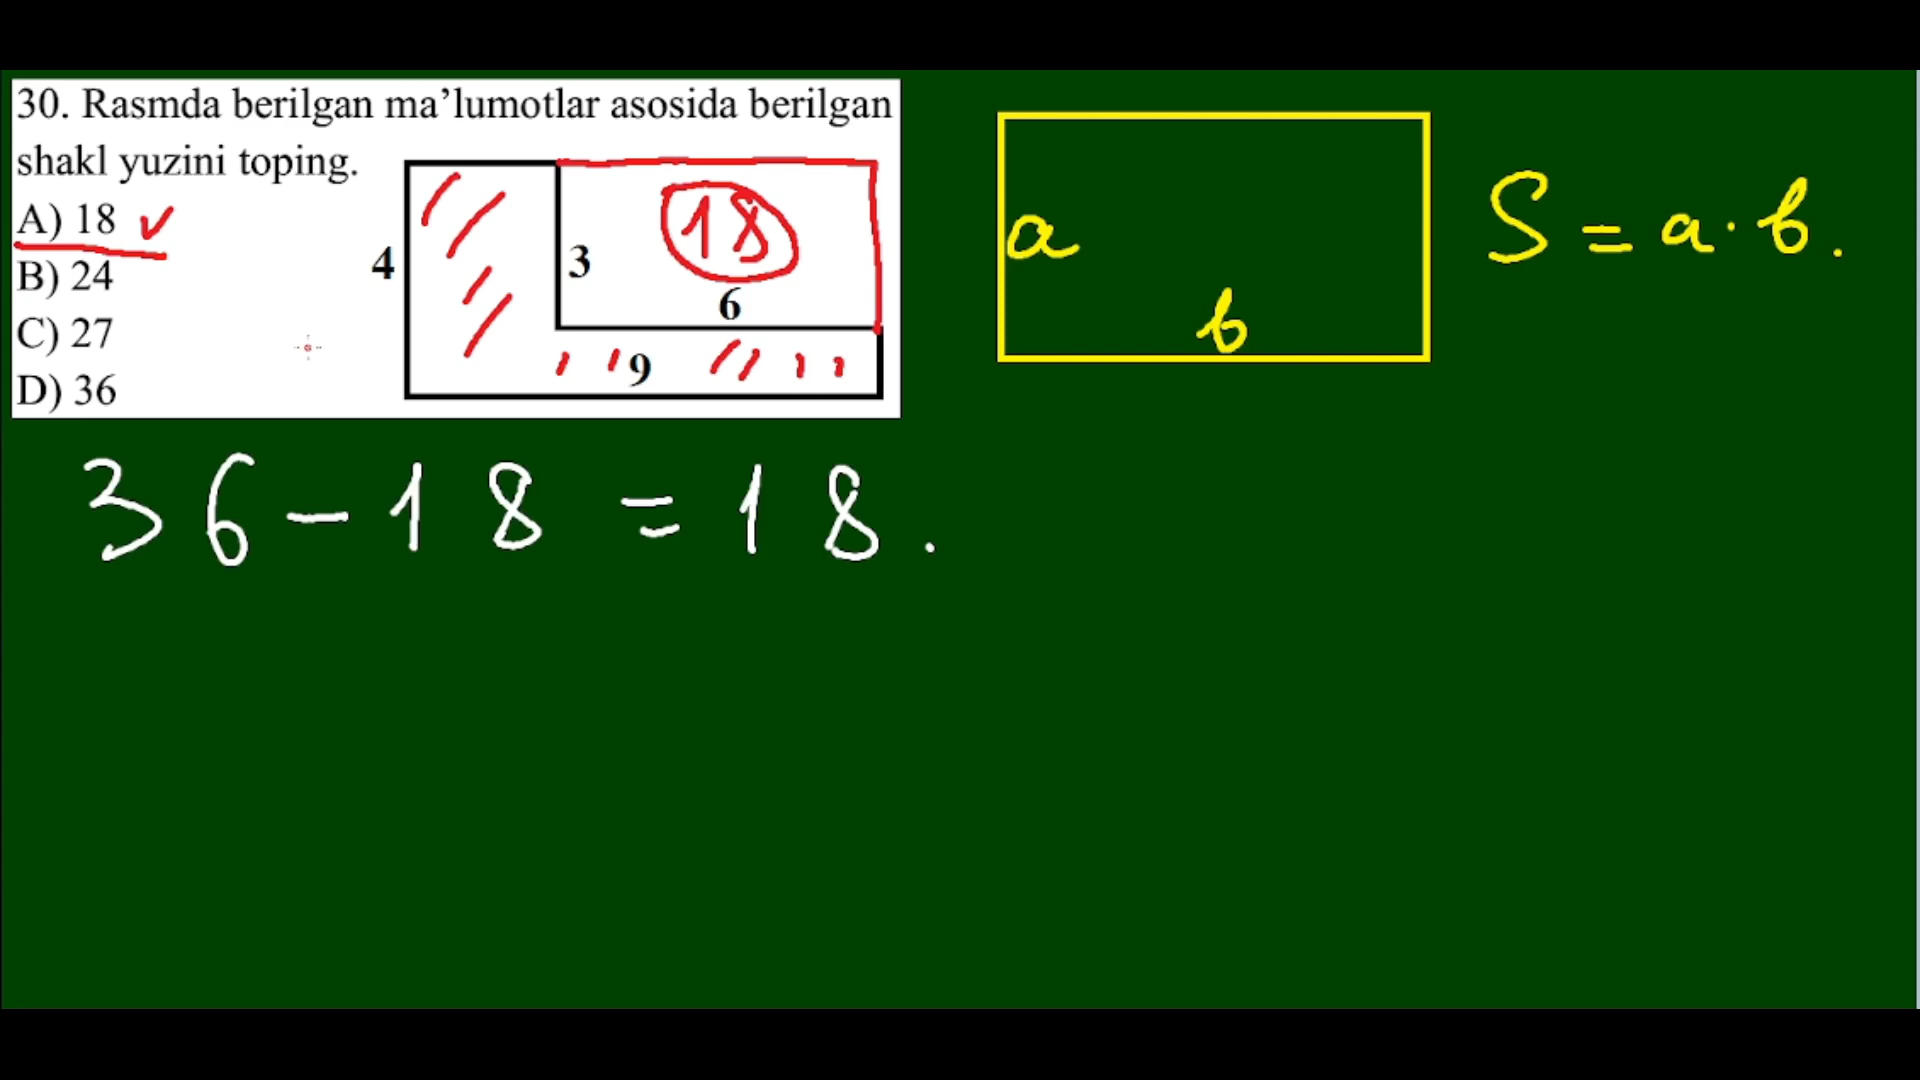 30. Rasmda berilgan ma’lumotlar asosida berilgan
shakl yuzini toping.
A) 18
B) 24
C) 27
D) 36
4
3
18
6
9
a
b
S = a · b.
36 - 18 = 18.